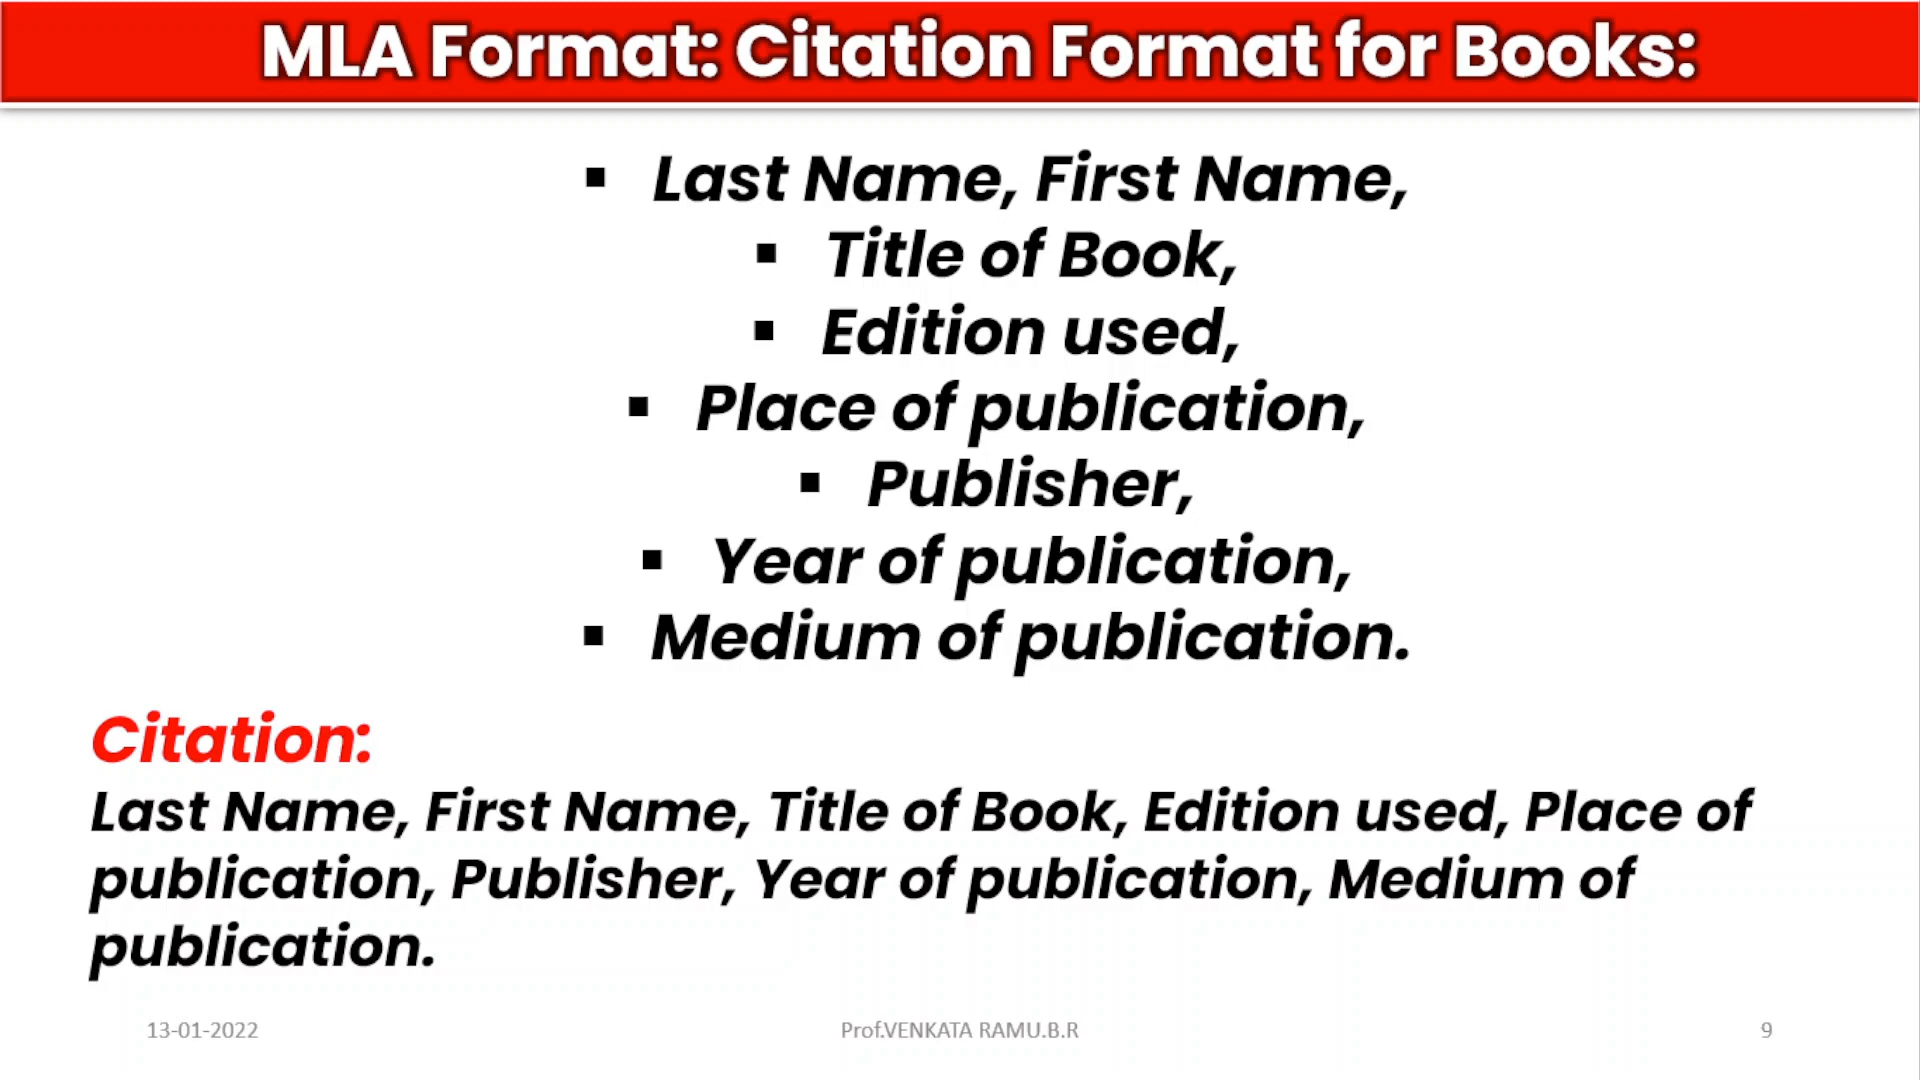 MLA Format: Citation Format for Books:
▪ Last Name, First Name,
▪ Title of Book,
▪ Edition used,
▪ Place of publication,
▪ Publisher,
▪ Year of publication,
▪ Medium of publication.
Citation:
Last Name, First Name, Title of Book, Edition used, Place of
publication, Publisher, Year of publication, Medium of
publication.
13-01-2022
Prof.VENKATA RAMU.B.R
9